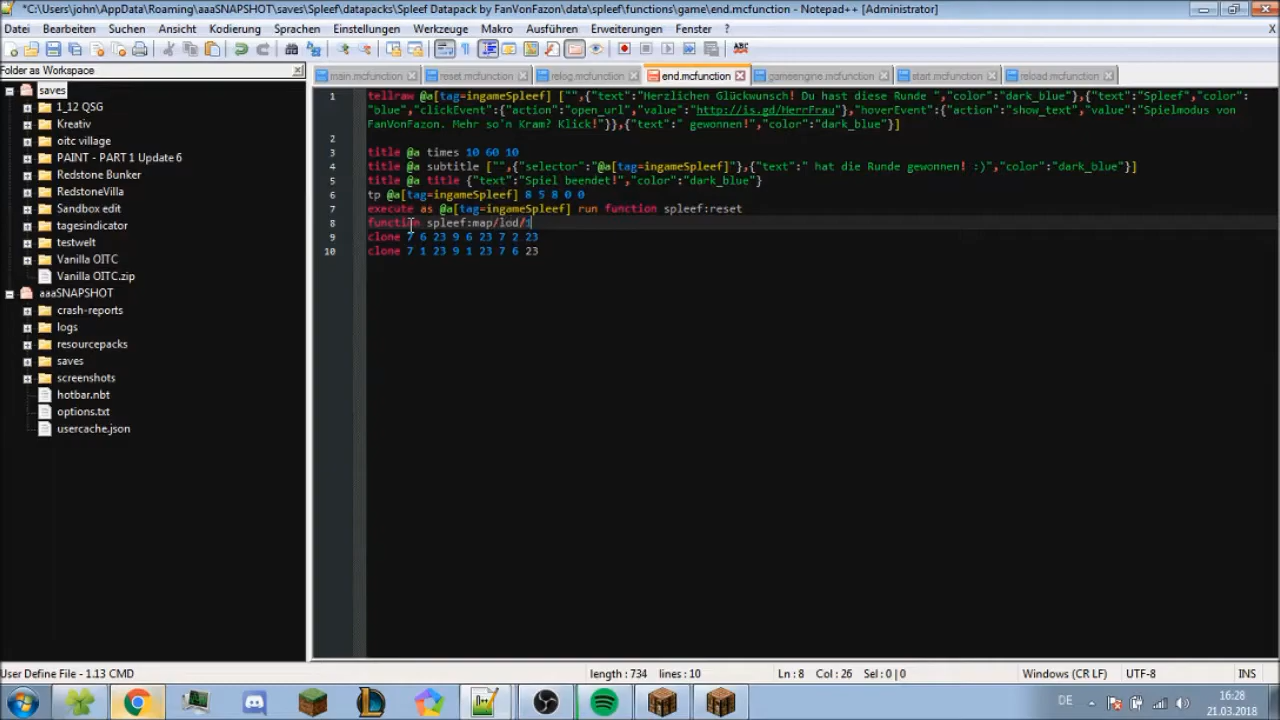 *C:\Users\john\AppData\Roaming\aaaSNAPSHOT\saves\Spleef\datapacks\Spleef Datapack by FanVonFazon\data\spleef\functions\game\end.mcfunction - Notepad++ [Administrator]
Datei Bearbeiten Suchen Ansicht Kodierung Sprachen Einstellungen Werkzeuge Makro Ausführen Erweiterungen Fenster ? X
Folder as Workspace
main.mcfunction reset.mcfunction relog.mcfunction end.mcfunction gameengine.mcfunction start.mcfunction reload.mcfunction
saves
1_12 QSG
Kreativ
oitc village
PAINT - PART 1 Update 6
Redstone Bunker
RedstoneVilla
Sandbox edit
tagesindicator
testwelt
Vanilla OITC
Vanilla OITC.zip
aaaSNAPSHOT
crash-reports
logs
resourcepacks
saves
screenshots
hotbar.nbt
options.txt
usercache.json
1 tellraw @a[tag=ingameSpleef] ["",{"text":"Herzlichen Glückwunsch! Du hast diese Runde ","color":"dark_blue"},{"text":"Spleef","color":
"blue","clickEvent":{"action":"open_url","value":"http://is.gd/HerrFrau"},"hoverEvent":{"action":"show_text","value":"Spielmodus von
FanVonFazon. Mehr so'n Kram? Klick!"}},{"text":" gewonnen!","color":"dark_blue"}]
2
3 title @a times 10 60 10
4 title @a subtitle ["",{"selector":"@a[tag=ingameSpleef]"},{"text":" hat die Runde gewonnen! :)","color":"dark_blue"}]
5 title @a title {"text":"Spiel beendet!","color":"dark_blue"}
6 tp @a[tag=ingameSpleef] 8 5 8 0 0
7 execute as @a[tag=ingameSpleef] run function spleef:reset
8 function spleef:map/lod/1
9 clone 7 6 23 9 6 23 7 2 23
10 clone 7 1 23 9 1 23 7 6 23
User Define File - 1.13 CMD length : 734 lines : 10 Ln : 8 Col : 26 Sel : 0 | 0 Windows (CR LF) UTF-8 INS
DE
16:28
21.03.2018